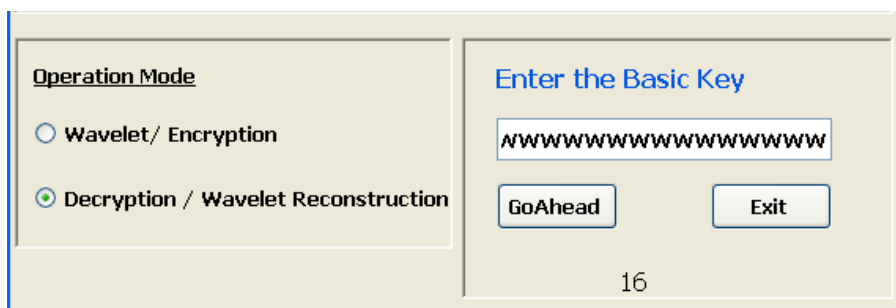 Operation Mode
Wavelet/ Encryption
Decryption / Wavelet Reconstruction
Enter the Basic Key
wwwwwwwwwwwwwww
GoAhead
Exit
16